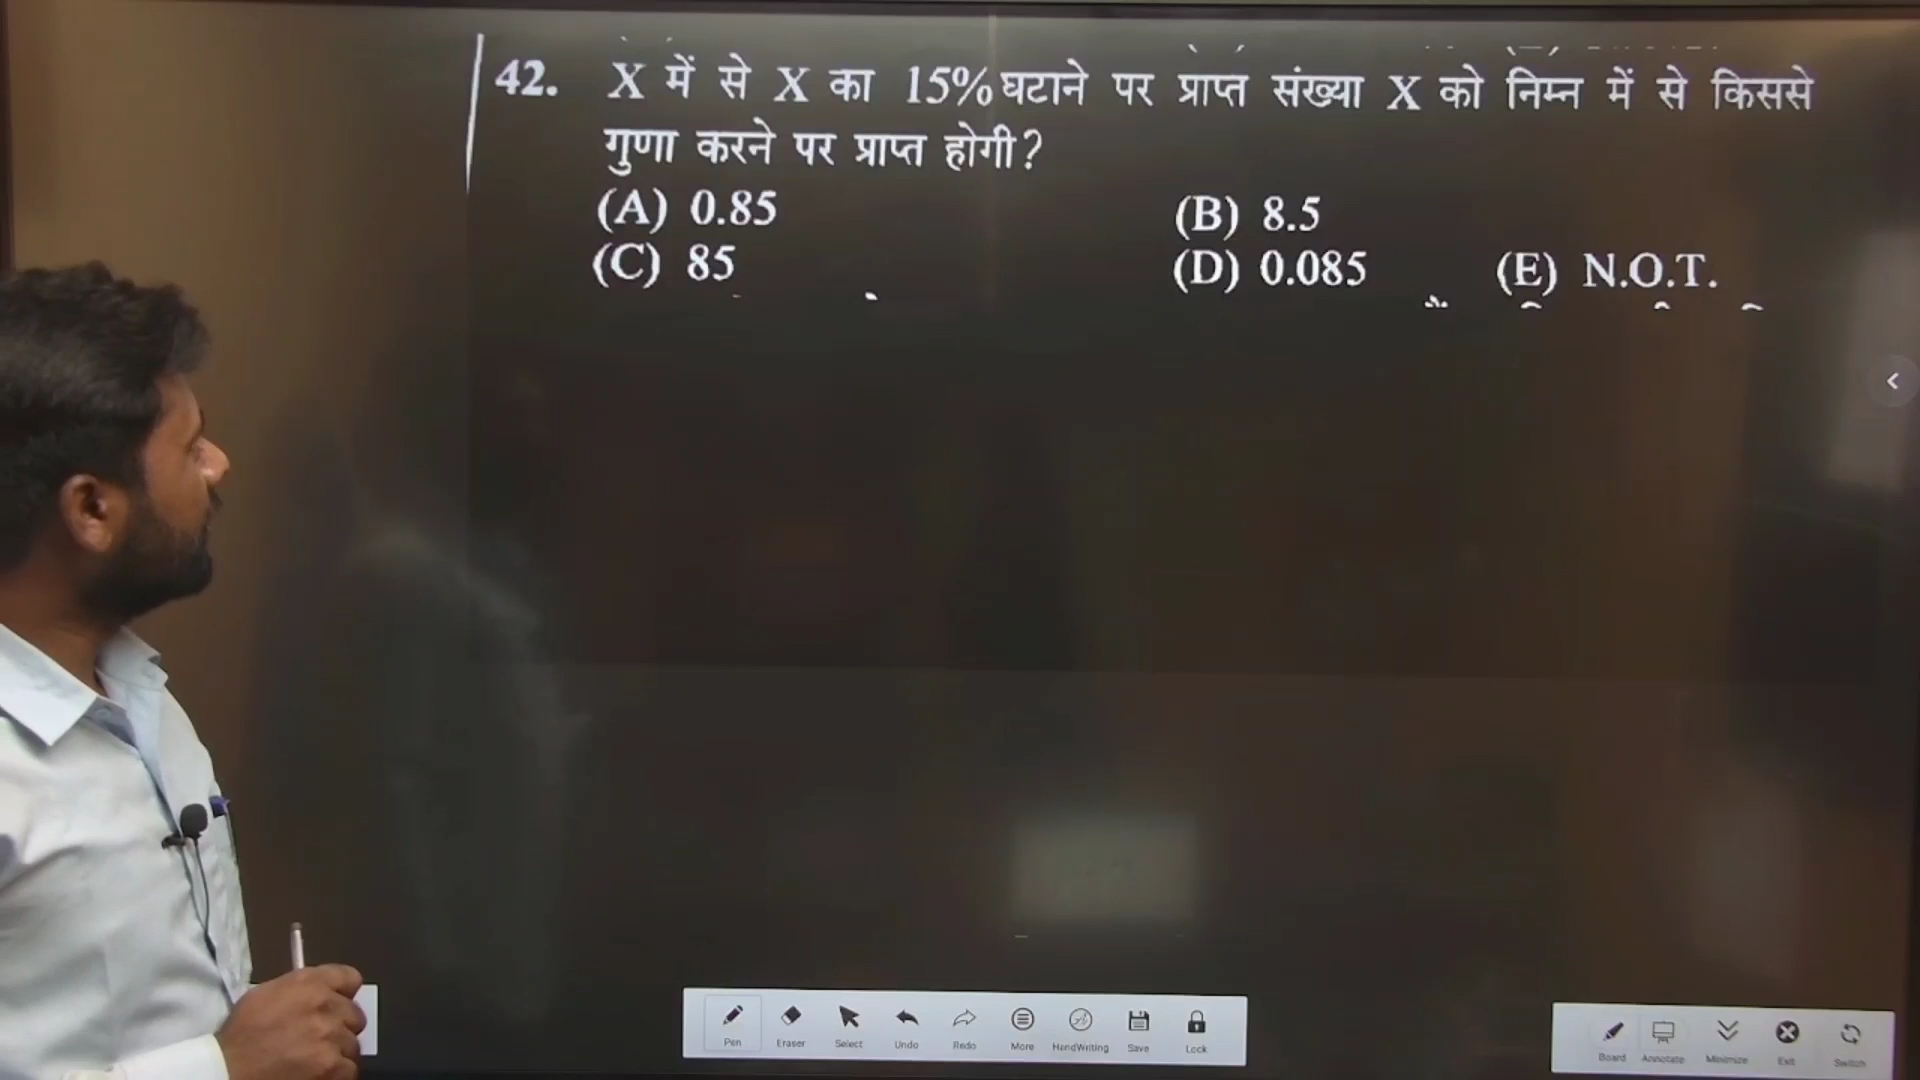 42. X में से X का 15% घटाने पर प्राप्त संख्या X को निम्न में से किससे
गुणा करने पर प्राप्त होगी?
(A) 0.85 (B) 8.5
(C) 85 (D) 0.085 (E) N.O.T.
Pen Eraser Select Undo Redo More HandWriting Save Lock
Board Annotate Minimize Exit Switch